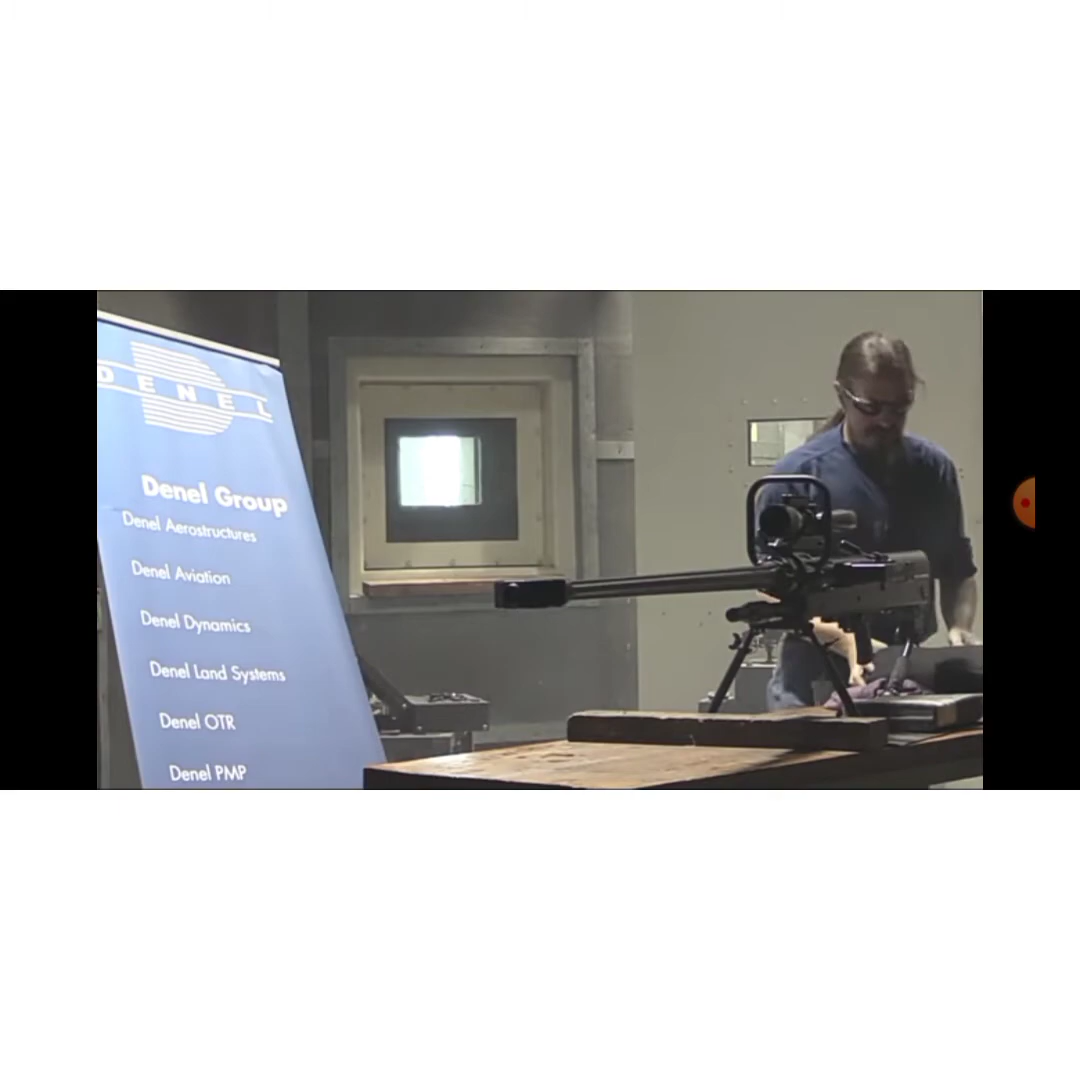 DENEL
Denel Group
Denel Aerostructures
Denel Aviation
Denel Dynamics
Denel Land Systems
Denel OTR
Denel PMP